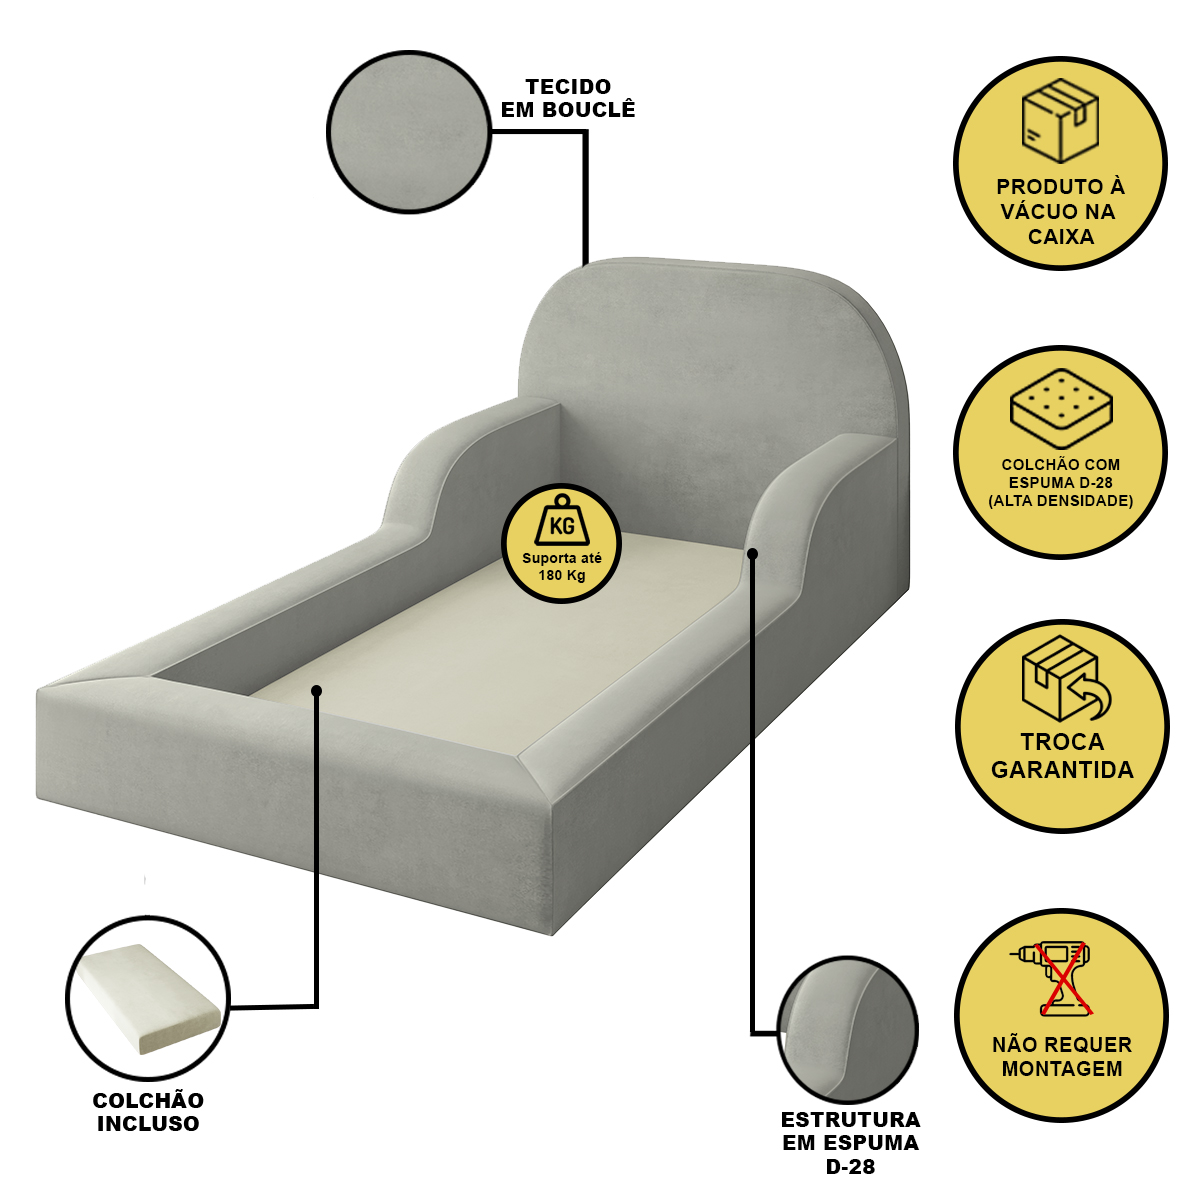 TECIDO
EM BOUCLÊ
PRODUTO À
VÁCUO NA
CAIXA
COLCHÃO COM
ESPUMA D-28
(ALTA DENSIDADE)
KG
Suporta até
180 Kg
TROCA
GARANTIDA
NÃO REQUER
MONTAGEM
COLCHÃO
INCLUSO
ESTRUTURA
EM ESPUMA
D-28